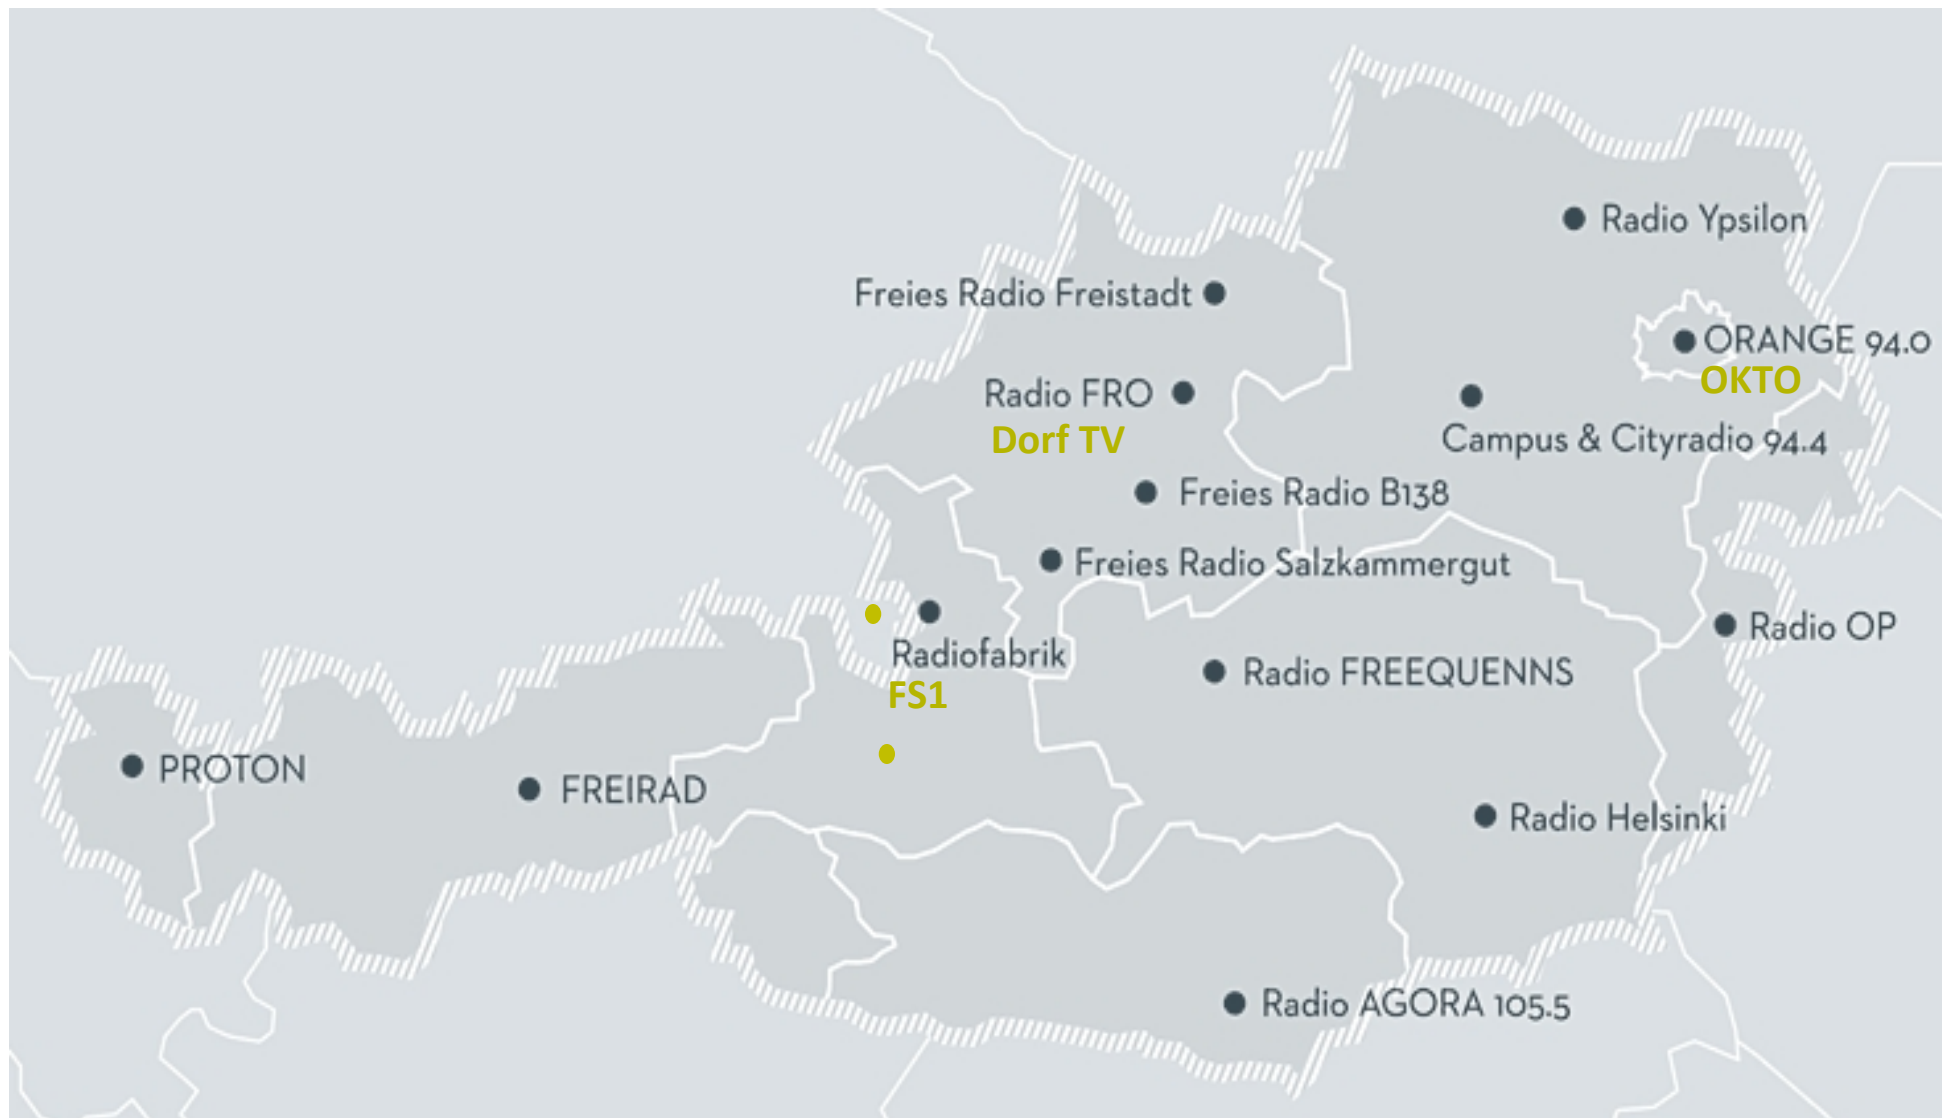 Radio Ypsilon
Freies Radio Freistadt
ORANGE 94.0
OKTO
Radio FRO
Dorf TV
Campus & Cityradio 94.4
Freies Radio B138
Freies Radio Salzkammergut
Radio OP
Radiofabrik
FS1
Radio FREEQUENNS
PROTON
FREIRAD
Radio Helsinki
Radio AGORA 105.5